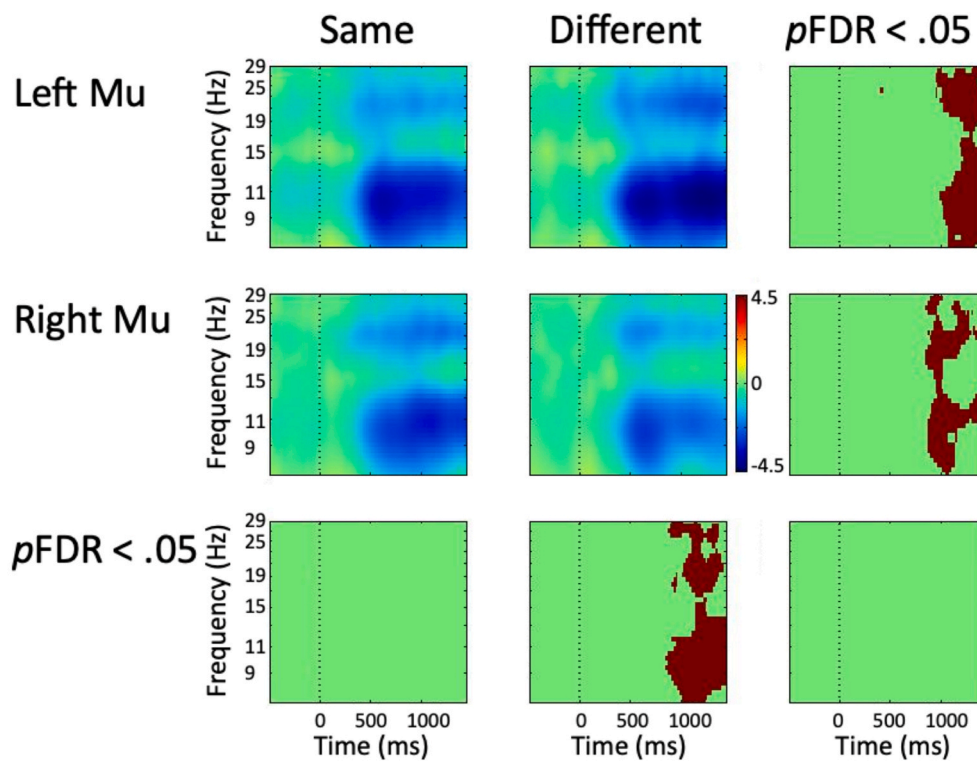 Same Different pFDR < .05
Left Mu
Frequency (Hz)
29
25
19
15
11
9
Right Mu
Frequency (Hz)
29
25
19
15
11
9
4.5
0
-4.5
pFDR < .05
Frequency (Hz)
29
25
19
15
11
9
0 500 1000 0 500 1000 0 500 1000
Time (ms) Time (ms) Time (ms)